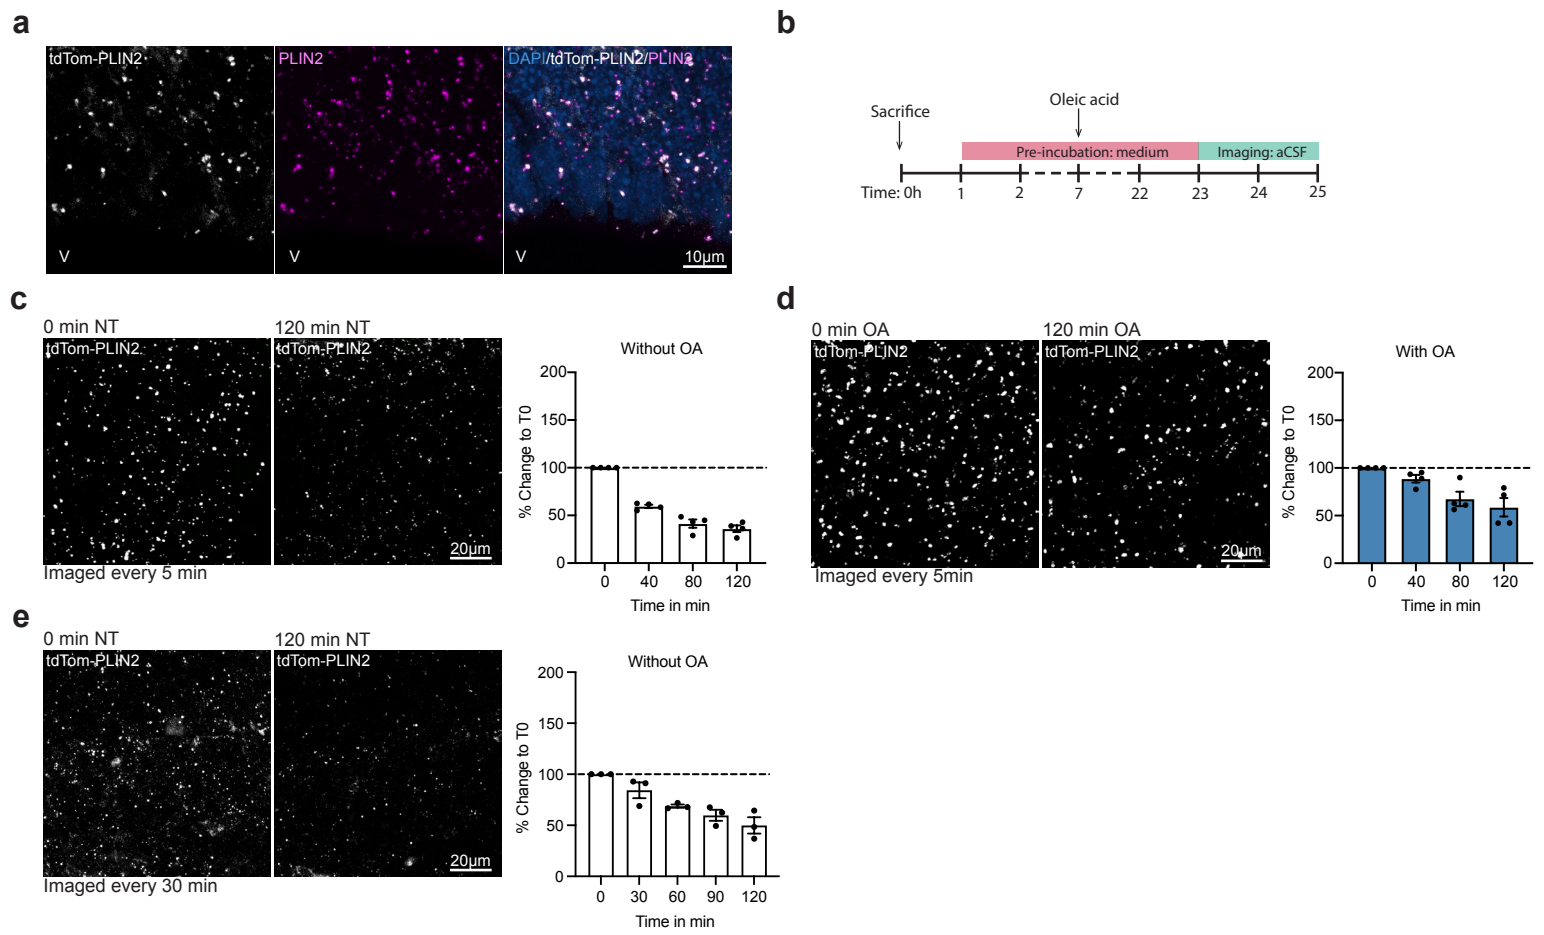 a
tdTom-PLIN2
PLIN2
DAPI/tdTom-PLIN2/PLIN2
V
V
V
10µm
b
Sacrifice
Oleic acid
Pre-incubation: medium
Imaging: aCSF
Time: 0h
1
2
7
22
23
24
25
c
0 min NT
120 min NT
tdTom-PLIN2
tdTom-PLIN2
20µm
Imaged every 5 min
Without OA
% Change to T0
200
150
100
50
0
0
40
80
120
Time in min
d
0 min OA
120 min OA
tdTom-PLIN2
tdTom-PLIN2
20µm
Imaged every 5min
With OA
% Change to T0
200
150
100
50
0
0
40
80
120
Time in min
e
0 min NT
120 min NT
tdTom-PLIN2
tdTom-PLIN2
20µm
Imaged every 30 min
Without OA
% Change to T0
200
150
100
50
0
0
30
60
90
120
Time in min